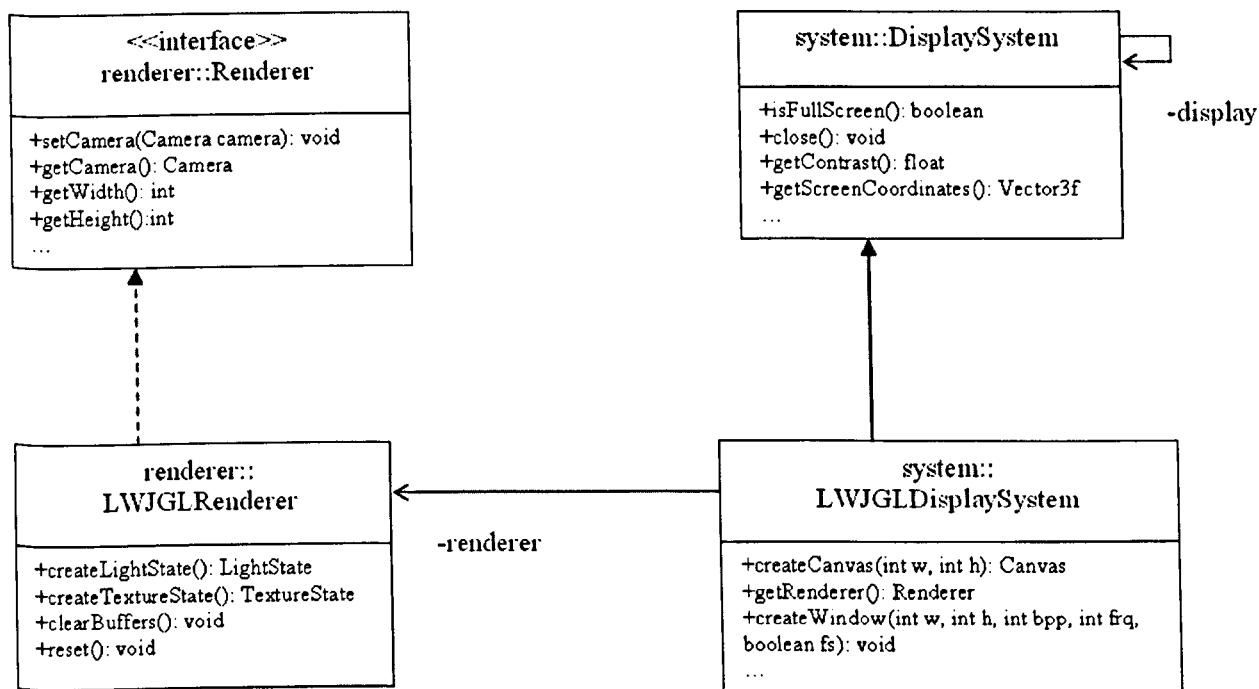 <<interface>>
renderer::Renderer
+setCamera(Camera camera): void
+getCamera(): Camera
+getWidth(): int
+getHeight():int
...
system::DisplaySystem
+isFullScreen(): boolean
+close(): void
+getContrast(): float
+getScreenCoordinates(): Vector3f
...
-display
renderer::
LWJGLRenderer
+createLightState(): LightState
+createTextureState(): TextureState
+clearBuffers(): void
+reset(): void
-renderer
system::
LWJGLDisplaySystem
+createCanvas(int w, int h): Canvas
+getRenderer(): Renderer
+createWindow(int w, int h, int bpp, int frq,
boolean fs): void
...